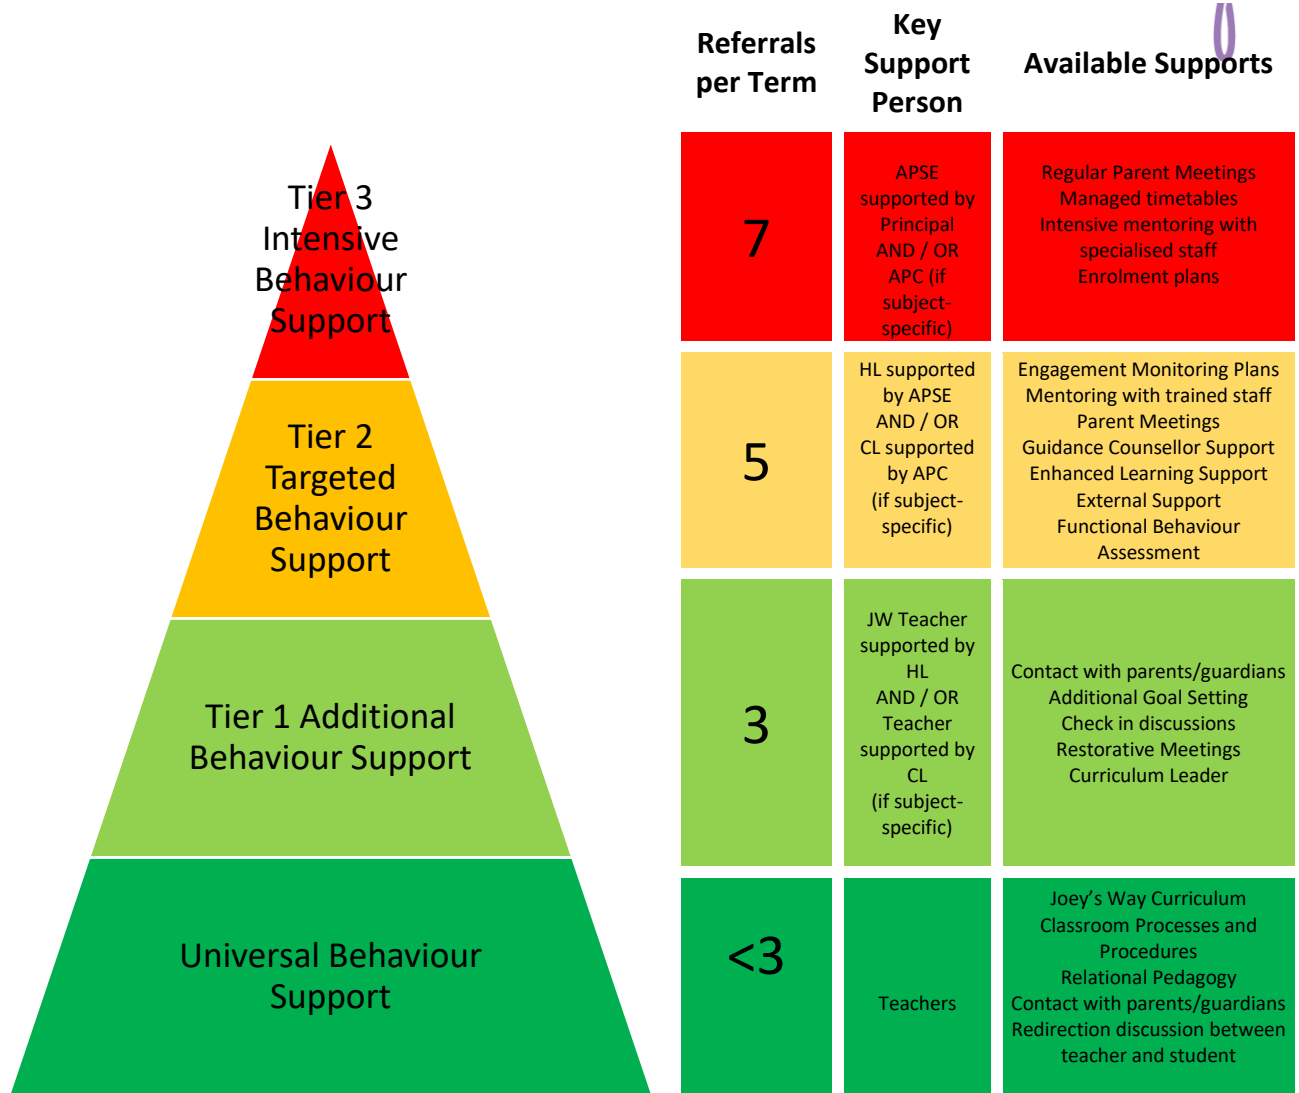 Referrals
per Term
Key
Support
Person
Available Supports
Tier 3
Intensive
Behaviour
Support
7
APSE
supported by
Principal
AND / OR
APC (if
subject-
specific)
Regular Parent Meetings
Managed timetables
Intensive mentoring with
specialised staff
Enrolment plans
Tier 2
Targeted
Behaviour
Support
5
HL supported
by APSE
AND / OR
CL supported
by APC
(if subject-
specific)
Engagement Monitoring Plans
Mentoring with trained staff
Parent Meetings
Guidance Counsellor Support
Enhanced Learning Support
External Support
Functional Behaviour
Assessment
Tier 1 Additional
Behaviour Support
3
JW Teacher
supported by
HL
AND / OR
Teacher
supported by
CL
(if subject-
specific)
Contact with parents/guardians
Additional Goal Setting
Check in discussions
Restorative Meetings
Curriculum Leader
Universal Behaviour
Support
<3
Teachers
Joey’s Way Curriculum
Classroom Processes and
Procedures
Relational Pedagogy
Contact with parents/guardians
Redirection discussion between
teacher and student